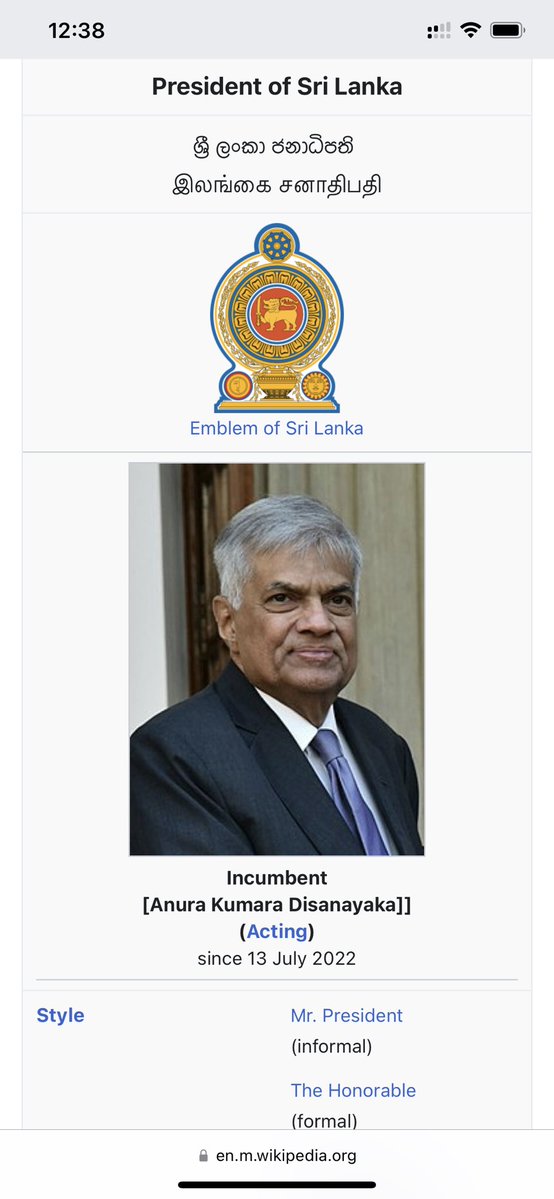 12:38
President of Sri Lanka
ශ්‍රී ලංකා ජනාධිපති
இலங்கை சனாதிபதி
Emblem of Sri Lanka
Incumbent
[Anura Kumara Disanayaka]]
(Acting)
since 13 July 2022
Style
Mr. President
(informal)
The Honorable
(formal)
en.m.wikipedia.org